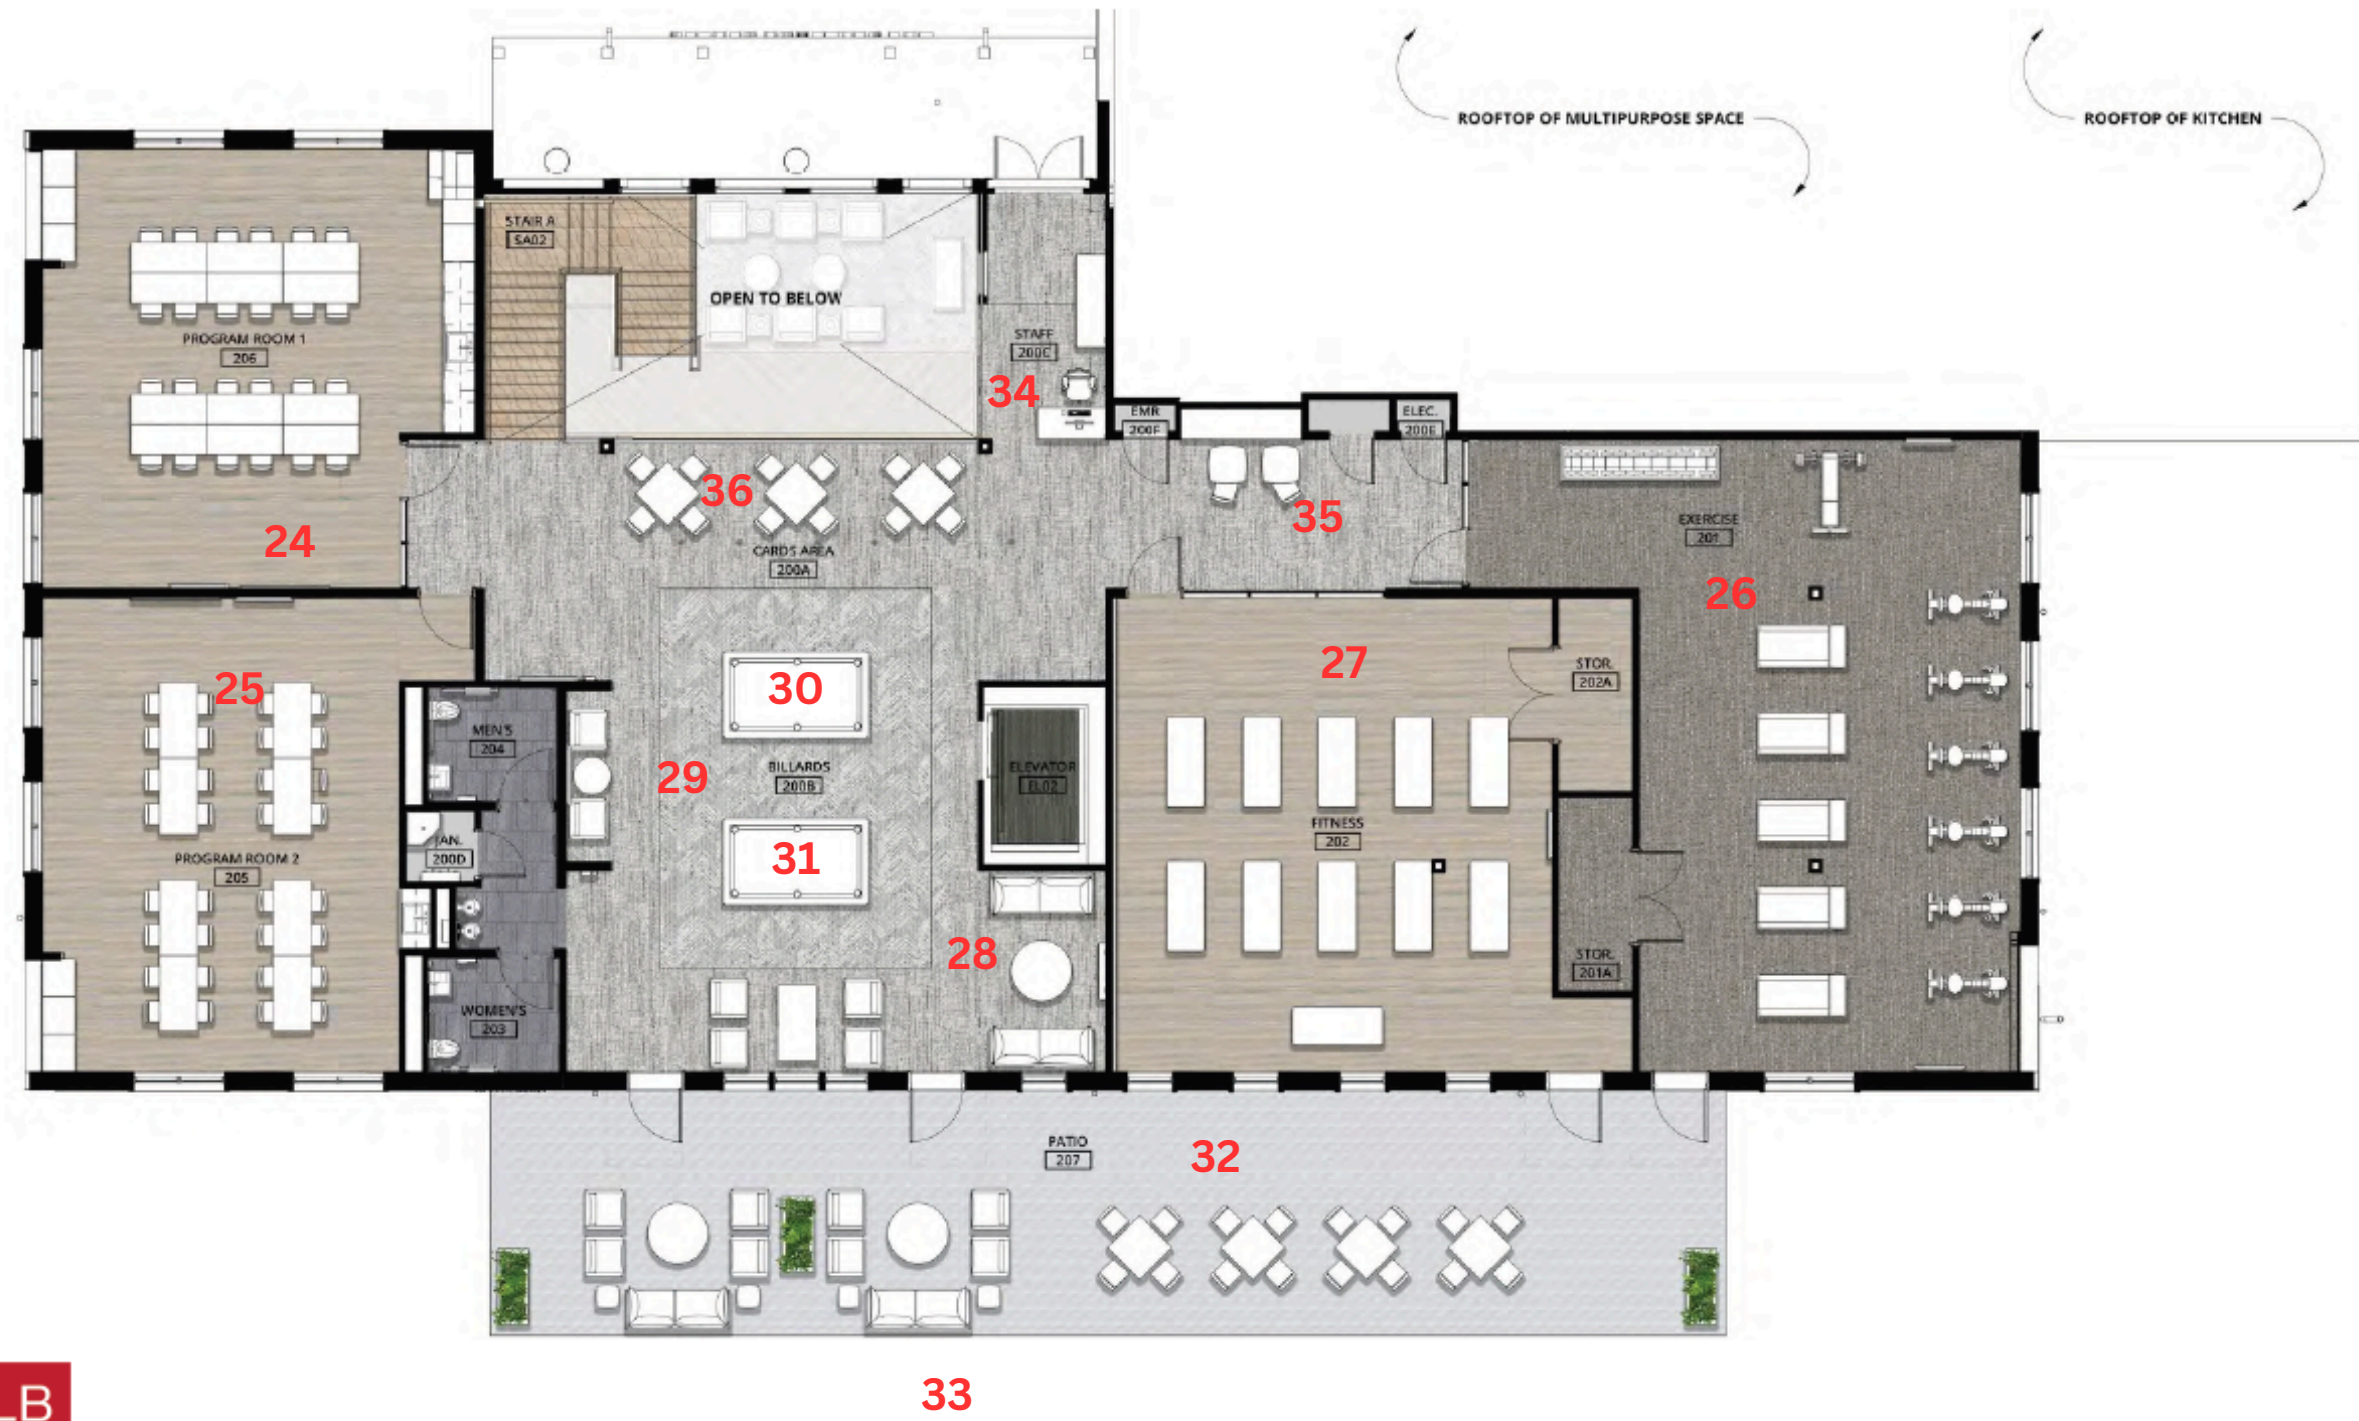 ROOFTOP OF MULTIPURPOSE SPACE
ROOFTOP OF KITCHEN
STAIR A
SA02
OPEN TO BELOW
PROGRAM ROOM 1
206
STAFF
200C
34
EMR
200F
ELEC.
200E
36
35
24
CARDS AREA
200A
EXERCISE
201
26
25
30
27
STOR.
202A
MEN'S
204
29
BILLARDS
200B
ELEVATOR
EL02
FITNESS
202
JAN.
200D
PROGRAM ROOM 2
205
31
28
STOR.
201A
WOMEN'S
203
PATIO
207
32
33
LB